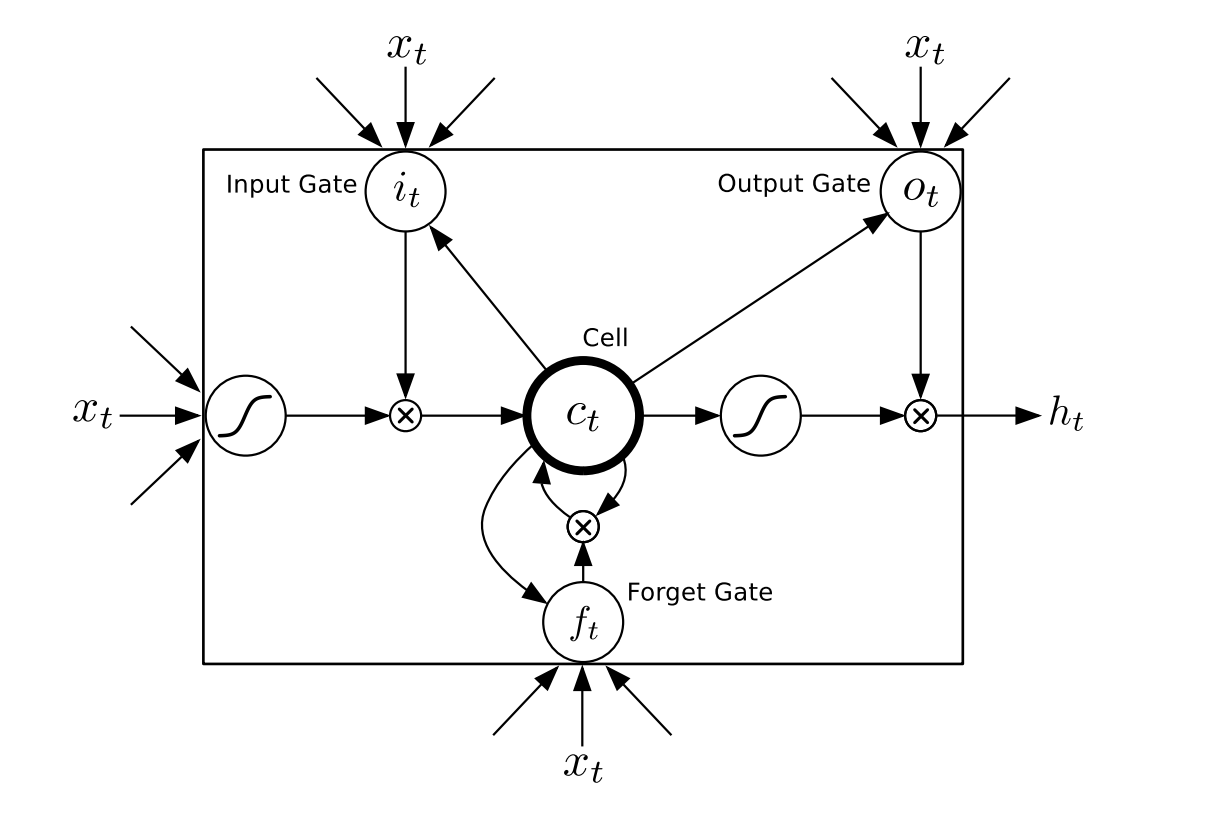 x_t
x_t
Input Gate
i_t
Output Gate
o_t
Cell
x_t
c_t
h_t
Forget Gate
f_t
x_t